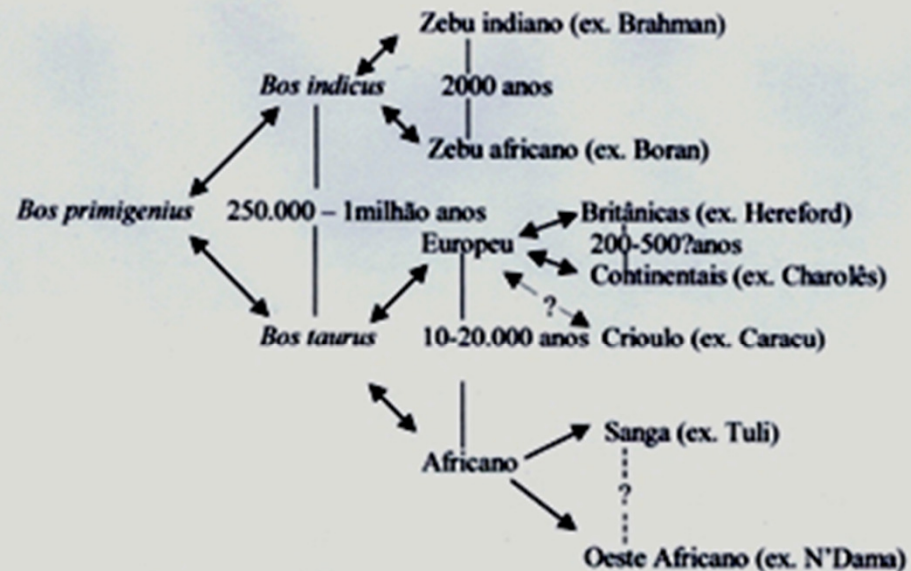 Zebu indiano (ex. Brahman)
Bos indicus
2000 anos
Zebu africano (ex. Boran)
Bos primigenius
250.000 – 1milhão anos
Britânicas (ex. Hereford)
Europeu
200-500?anos
Continentais (ex. Charolês)
?
Bos taurus
10-20.000 anos
Crioulo (ex. Caracu)
Sanga (ex. Tuli)
Africano
?
Oeste Africano (ex. N'Dama)